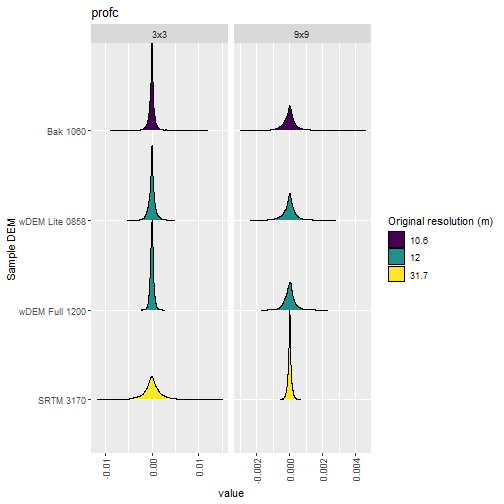 profc
3x3
9x9
Sample DEM
Bak 1060
wDEM Lite 0858
wDEM Full 1200
SRTM 3170
-0.01
0.00
0.01
-0.002
0.000
0.002
0.004
value
Original resolution (m)
10.6
12
31.7